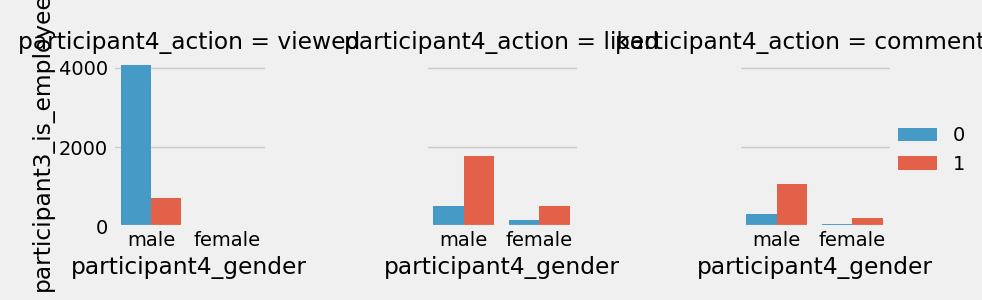 participant4_action = viewed
participant4_action = liked
participant4_action = comment
participant3_is_employee
4000
2000
0
male female
male female
male female
participant4_gender
participant4_gender
participant4_gender
0
1